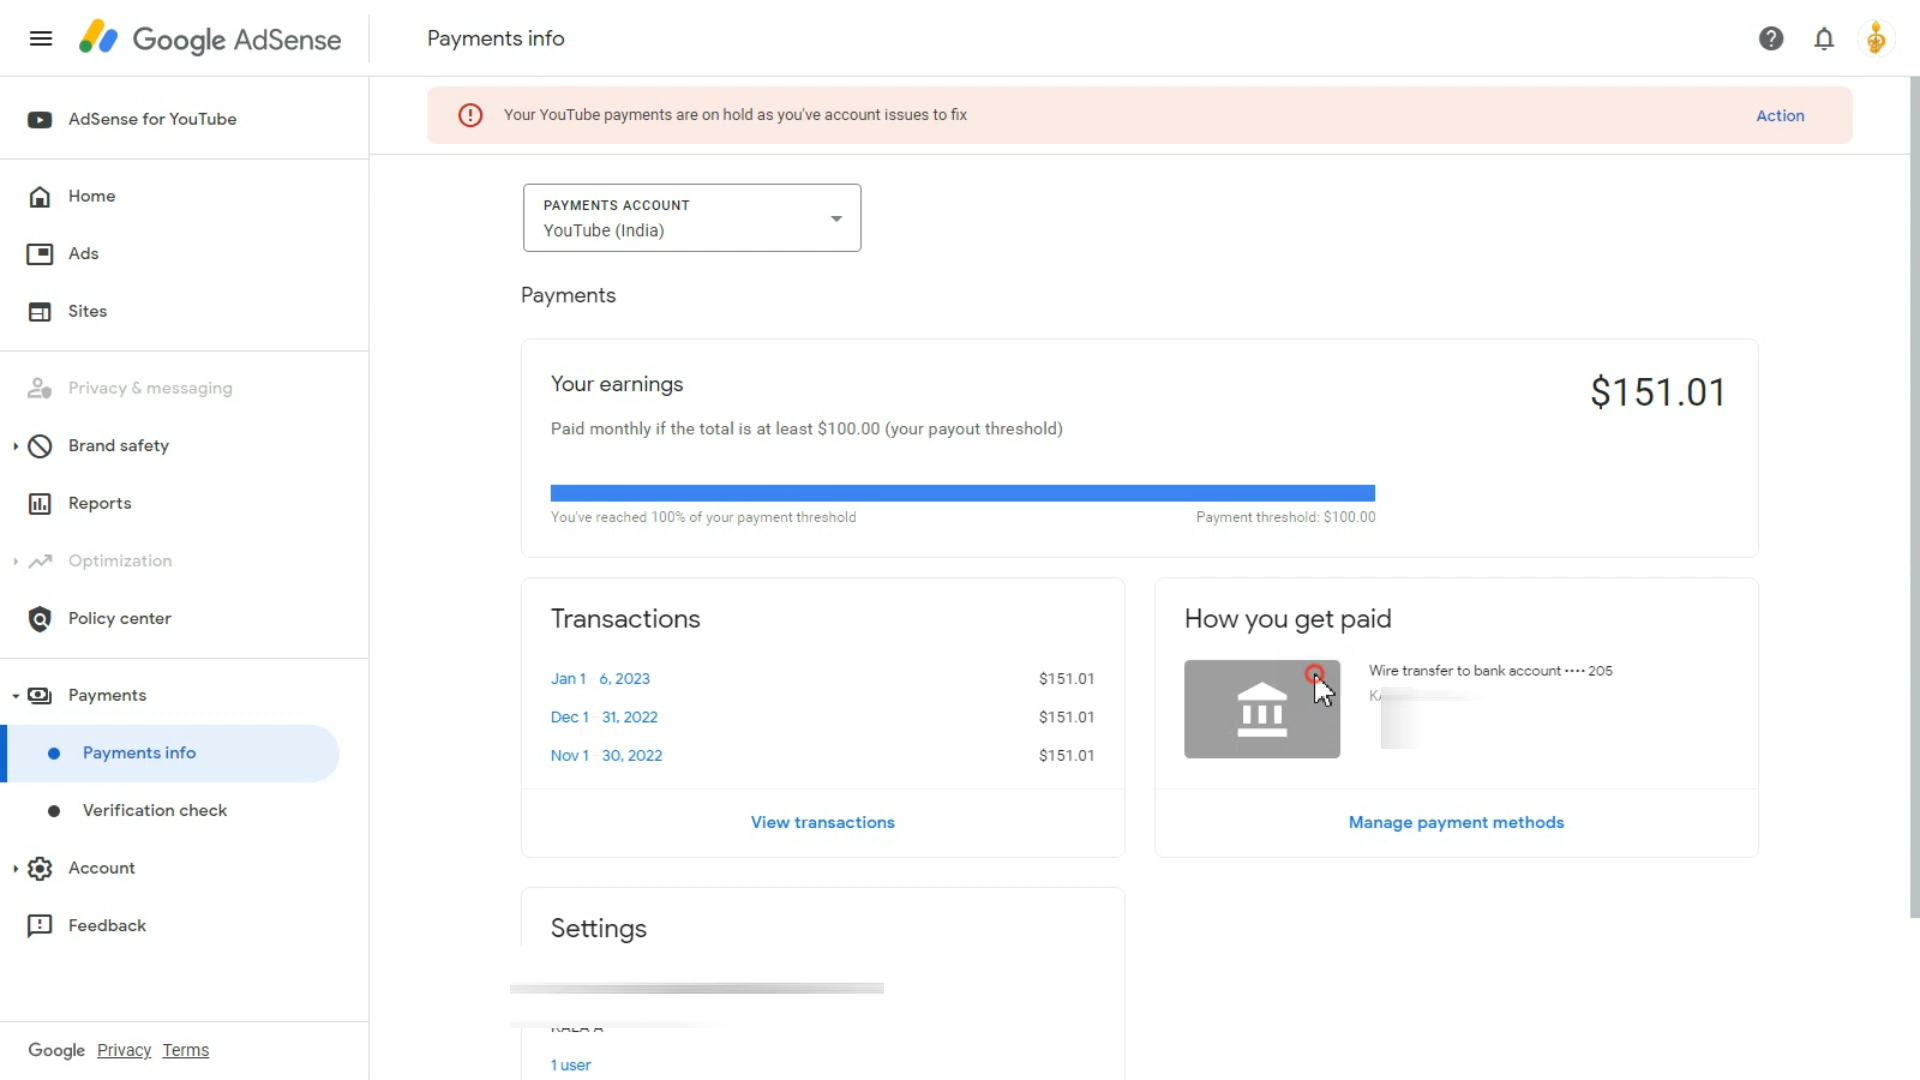 Google AdSense
Payments info
AdSense for YouTube
Your YouTube payments are on hold as you've account issues to fix
Action
Home
Ads
Sites
Privacy & messaging
Brand safety
Reports
Optimization
Policy center
Payments
Payments info
Verification check
Account
Feedback
Google Privacy Terms
PAYMENTS ACCOUNT
YouTube (India)
Payments
Your earnings
$151.01
Paid monthly if the total is at least $100.00 (your payout threshold)
You've reached 100% of your payment threshold
Payment threshold: $100.00
Transactions
Jan 1 6, 2023 $151.01
Dec 1 31, 2022 $151.01
Nov 1 30, 2022 $151.01
View transactions
How you get paid
Wire transfer to bank account •••• 205
Manage payment methods
Settings
1 user